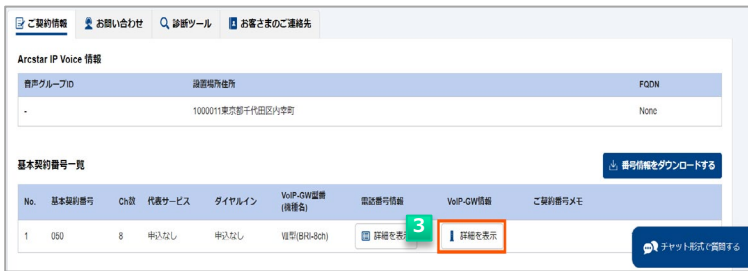 ご契約情報 お問い合わせ 診断ツール お客さまのご連絡先
Arcstar IP Voice 情報
音声グループID 設置場所住所 FQDN
- 1000011東京都千代田区内幸町 None
基本契約番号一覧 番号情報をダウンロードする
No. 基本契約番号 Ch数 代表サービス ダイヤルイン VoIP-GW型番 電話番号情報 VoIP-GW情報 ご契約番号メモ
(機種名)
1 050 8 申込なし 申込なし VII型(BRI-8ch) 詳細を表示 3 詳細を表示
チャット形式で質問する